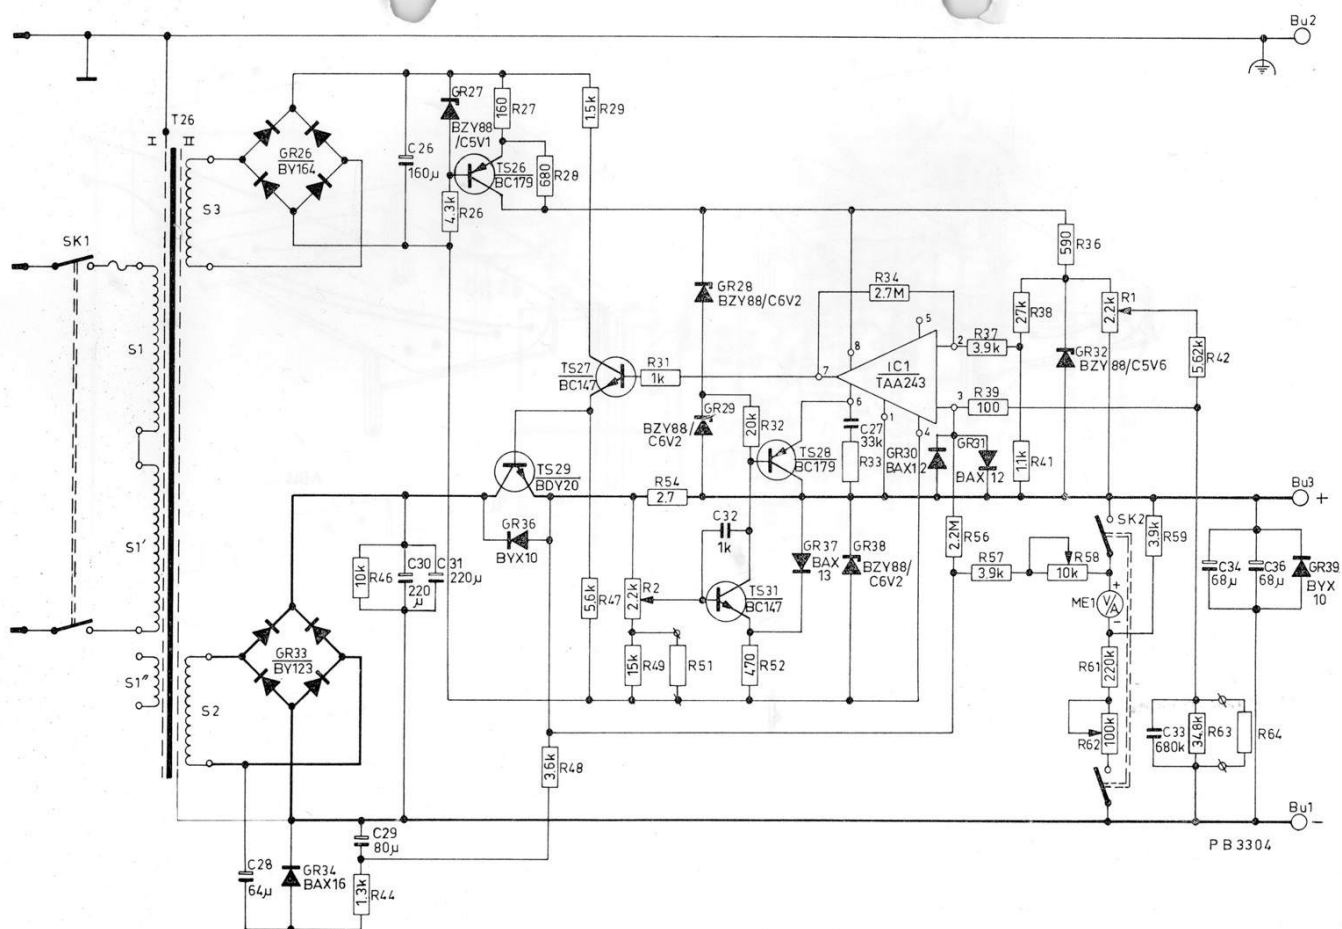 Bu2
T26
I II
GR27
BZY88
/C5V1
160
R27
1.5k
R29
GR26
BY164
C26
160µ
TS26
BC179
680
R28
4.3k
R26
S3
SK1
590
R36
GR28
BZY88/C6V2
R34
2.7M
5
27k
R38
2.2k
R1
S1
TS27
BC147
R31
1k
7
8
IC1
TAA243
2
R37
3.9k
GR32
BZY88/C5V6
5.62k
R42
GR29
BZY88/
C6V2
20k
R32
6
C27
33k
1
4
3
R39
100
TS28
BC179
R33
GR30
BAX12
GR31
BAX12
1.1k
R41
TS29
BDY20
R54
2.7
Bu3
+
S1'
GR36
BYX10
C32
1k
2.2M
R56
SK2
3.9k
R59
10k
R46
C30
220
µ
C31
220µ
5.6k
R47
2.2k
R2
TS31
BC147
GR37
BAX
13
GR38
BZY88/
C6V2
R57
3.9k
R58
10k
C34
68µ
C36
68µ
GR39
BYX
10
ME1
V
A
+
-
GR33
BY123
15k
R49
R51
470
R52
R61
220k
S1"
S2
R62
100k
C33
680k
34.8k
R63
R64
3.6k
R48
Bu1
-
C29
80µ
PB3304
C28
64µ
GR34
BAX16
1.3k
R44